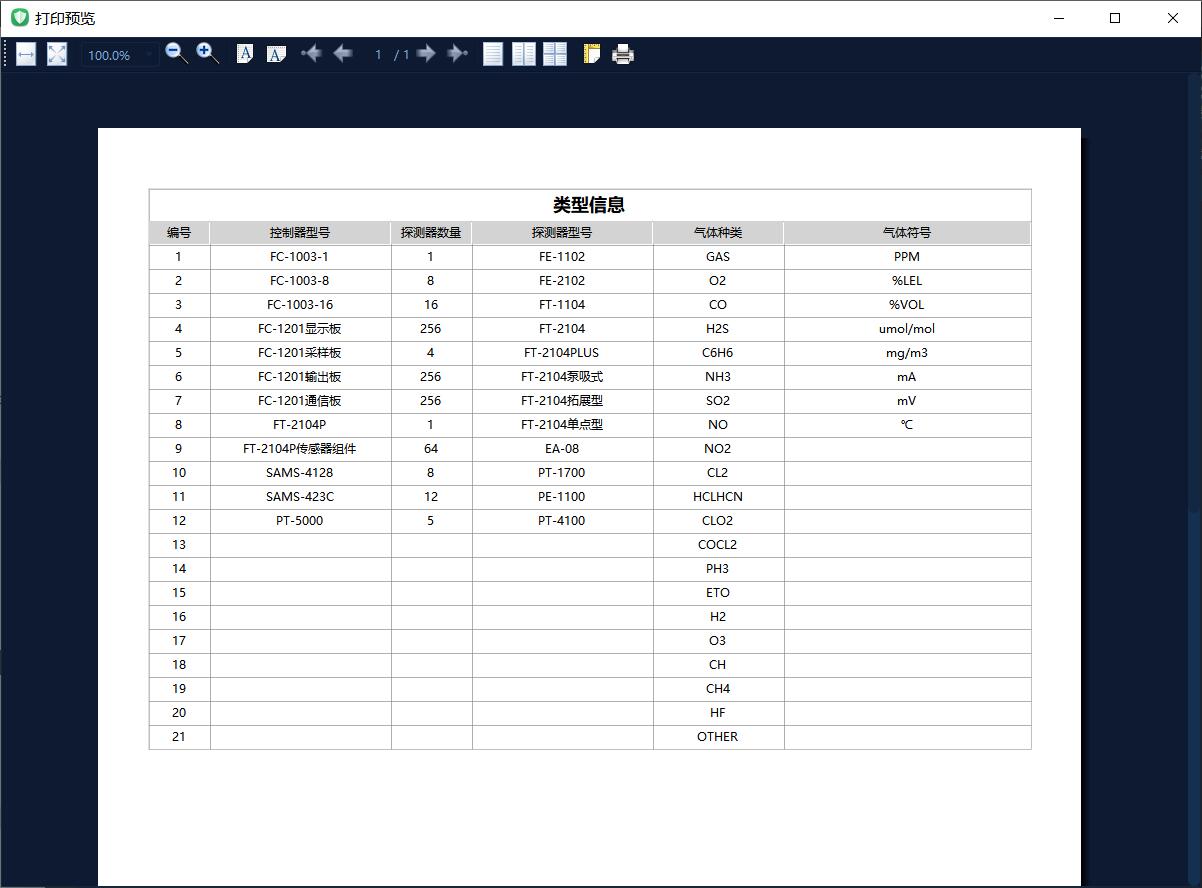 打印预览
100.0%
1 / 1
类型信息
编号 控制器型号 探测器数量 探测器型号 气体种类 气体符号
1 FC-1003-1 1 FE-1102 GAS PPM
2 FC-1003-8 8 FE-2102 O2 %LEL
3 FC-1003-16 16 FT-1104 CO %VOL
4 FC-1201显示板 256 FT-2104 H2S umol/mol
5 FC-1201采样板 4 FT-2104PLUS C6H6 mg/m3
6 FC-1201输出板 256 FT-2104泵吸式 NH3 mA
7 FC-1201通信板 256 FT-2104拓展型 SO2 mV
8 FT-2104P 1 FT-2104单点型 NO ℃
9 FT-2104P传感器组件 64 EA-08 NO2
10 SAMS-4128 8 PT-1700 CL2
11 SAMS-423C 12 PE-1100 HCLHCN
12 PT-5000 5 PT-4100 CLO2
13 COCL2
14 PH3
15 ETO
16 H2
17 O3
18 CH
19 CH4
20 HF
21 OTHER